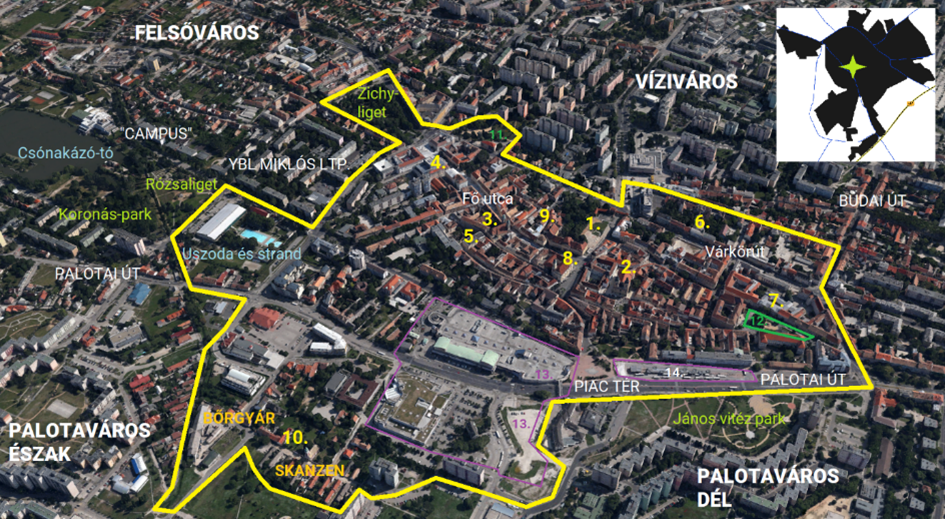 FELSŐVÁROS
VÍZIVÁROS
Zichy-
liget
"CAMPUS"
Csónakázó-tó
11.
4.
YBL MIKLÓS LTP.
Rózsaliget
Fő utca
BUDAI ÚT
Koronás-park
3.
9.
1.
6.
5.
Uszoda és strand
8.
2.
Várkörút
PALOTAI ÚT
7.
12.
13.
14.
PIAC TÉR
PALOTAI ÚT
BŐRGYÁR
13.
János vitéz park
PALOTAVÁROS
ÉSZAK
10.
SKANZEN
PALOTAVÁROS
DÉL